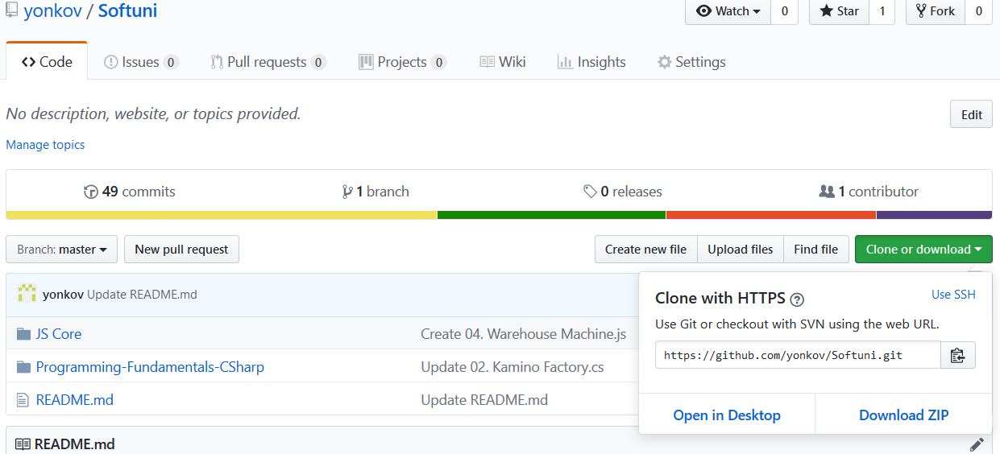 yonkov / Softuni
Watch 0 Star 1 Fork 0
Code Issues 0 Pull requests 0 Projects 0 Wiki Insights Settings
No description, website, or topics provided. Edit
Manage topics
49 commits 1 branch 0 releases 1 contributor
Branch: master New pull request Create new file Upload files Find file Clone or download
yonkov Update README.md
JS Core Create 04. Warehouse Machine.js
Programming-Fundamentals-CSharp Update 02. Kamino Factory.cs
README.md Update README.md
Clone with HTTPS ? Use SSH
Use Git or checkout with SVN using the web URL.
https://github.com/yonkov/Softuni.git
Open in Desktop Download ZIP
README.md